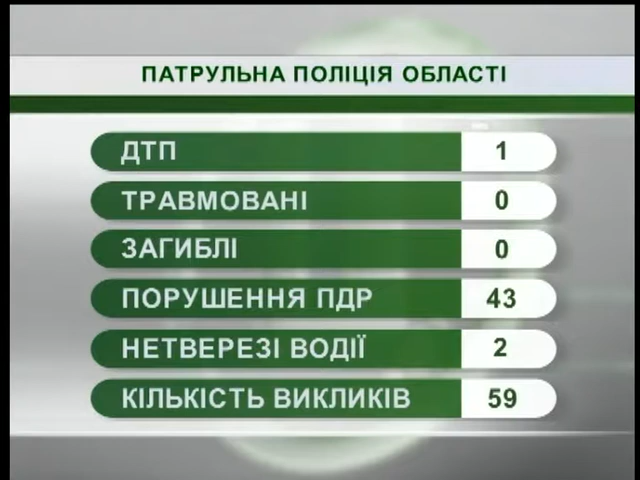 ПАТРУЛЬНА ПОЛІЦІЯ ОБЛАСТІ
ДТП 1
ТРАВМОВАНІ 0
ЗАГИБЛІ 0
ПОРУШЕННЯ ПДР 43
НЕТВЕРЕЗІ ВОДІЇ 2
КІЛЬКІСТЬ ВИКЛИКІВ 59